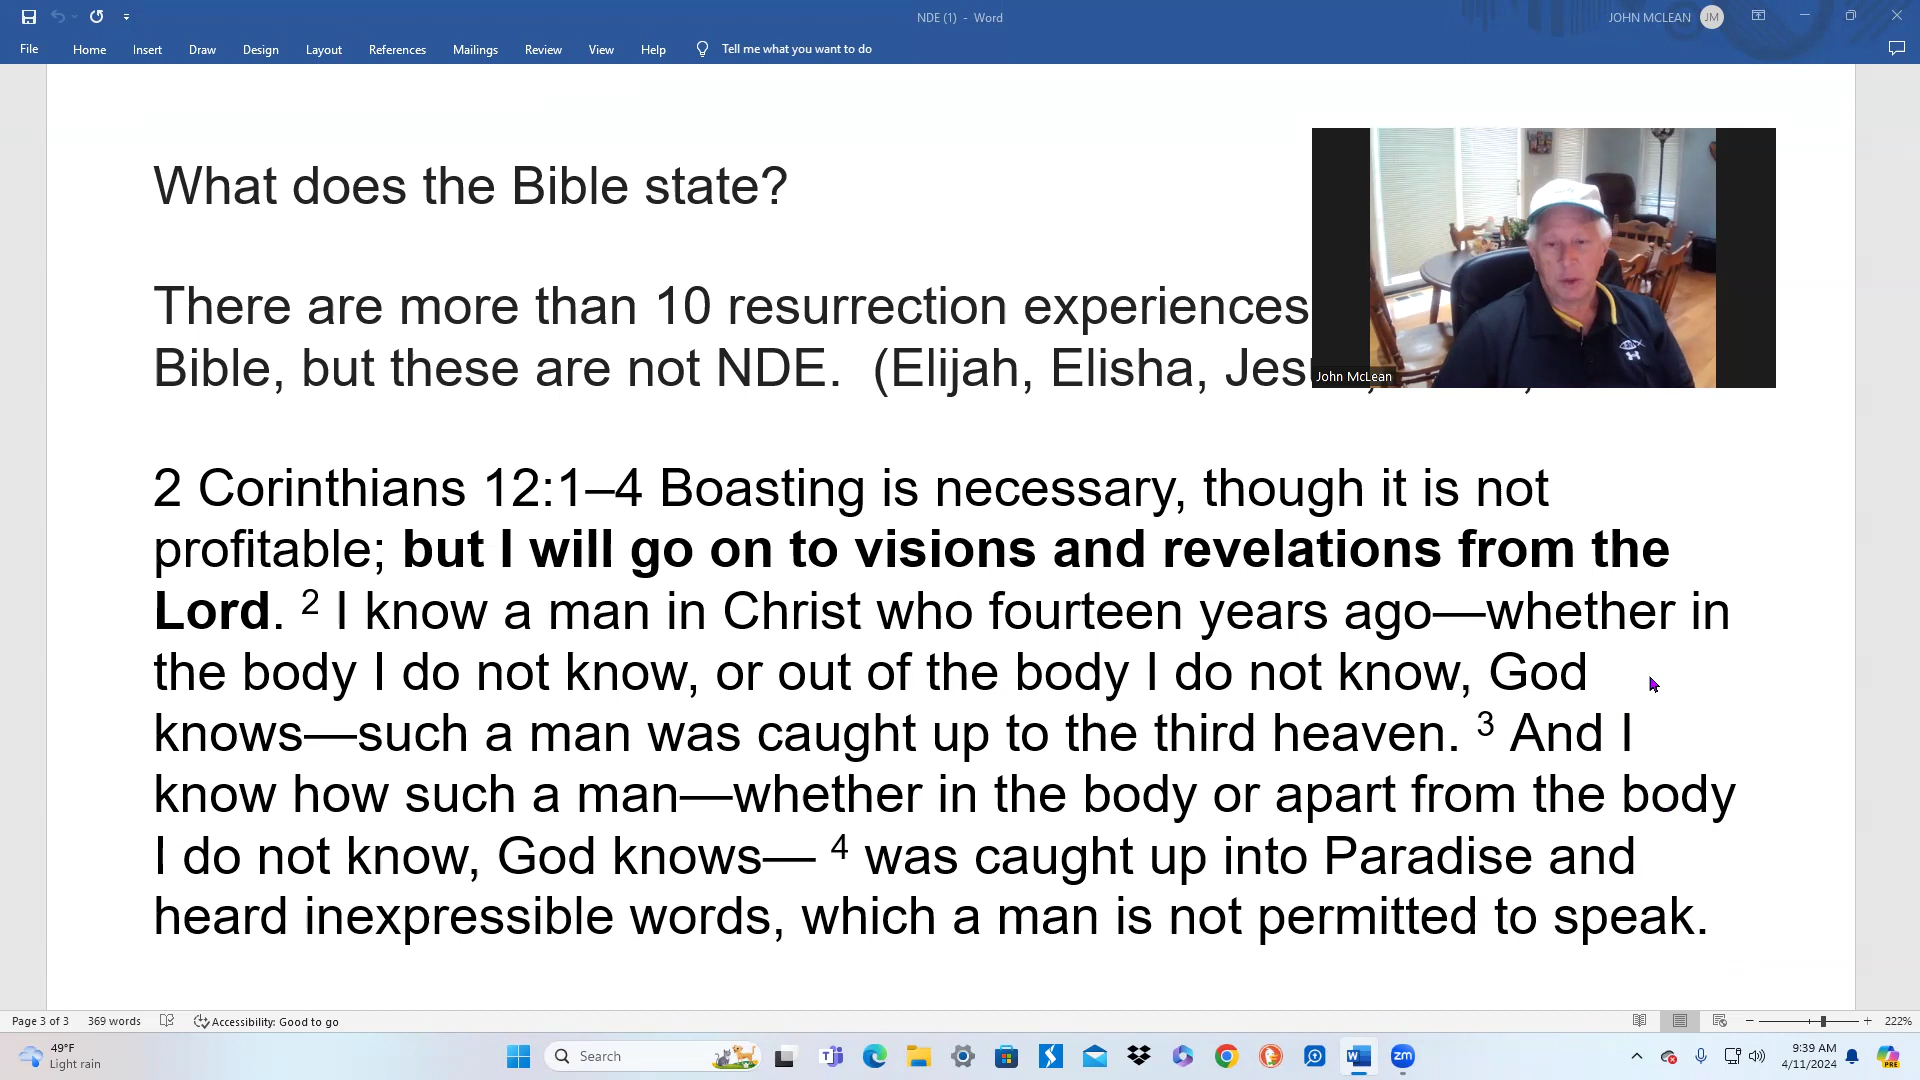 NDE (1) - Word
JOHN MCLEAN JM
File Home Insert Draw Design Layout References Mailings Review View Help Tell me what you want to do
What does the Bible state?
There are more than 10 resurrection experiences
Bible, but these are not NDE. (Elijah, Elisha,
John McLean
2 Corinthians 12:1–4 Boasting is necessary, though it is not
profitable; but I will go on to visions and revelations from the
Lord. 2 I know a man in Christ who fourteen years ago—whether in
the body I do not know, or out of the body I do not know, God
knows—such a man was caught up to the third heaven. 3 And I
know how such a man—whether in the body or apart from the body
I do not know, God knows— 4 was caught up into Paradise and
heard inexpressible words, which a man is not permitted to speak.
Page 3 of 3 369 words Accessibility: Good to go 222%
49°F
Light rain
Search
zm
9:39 AM
4/11/2024
PRE